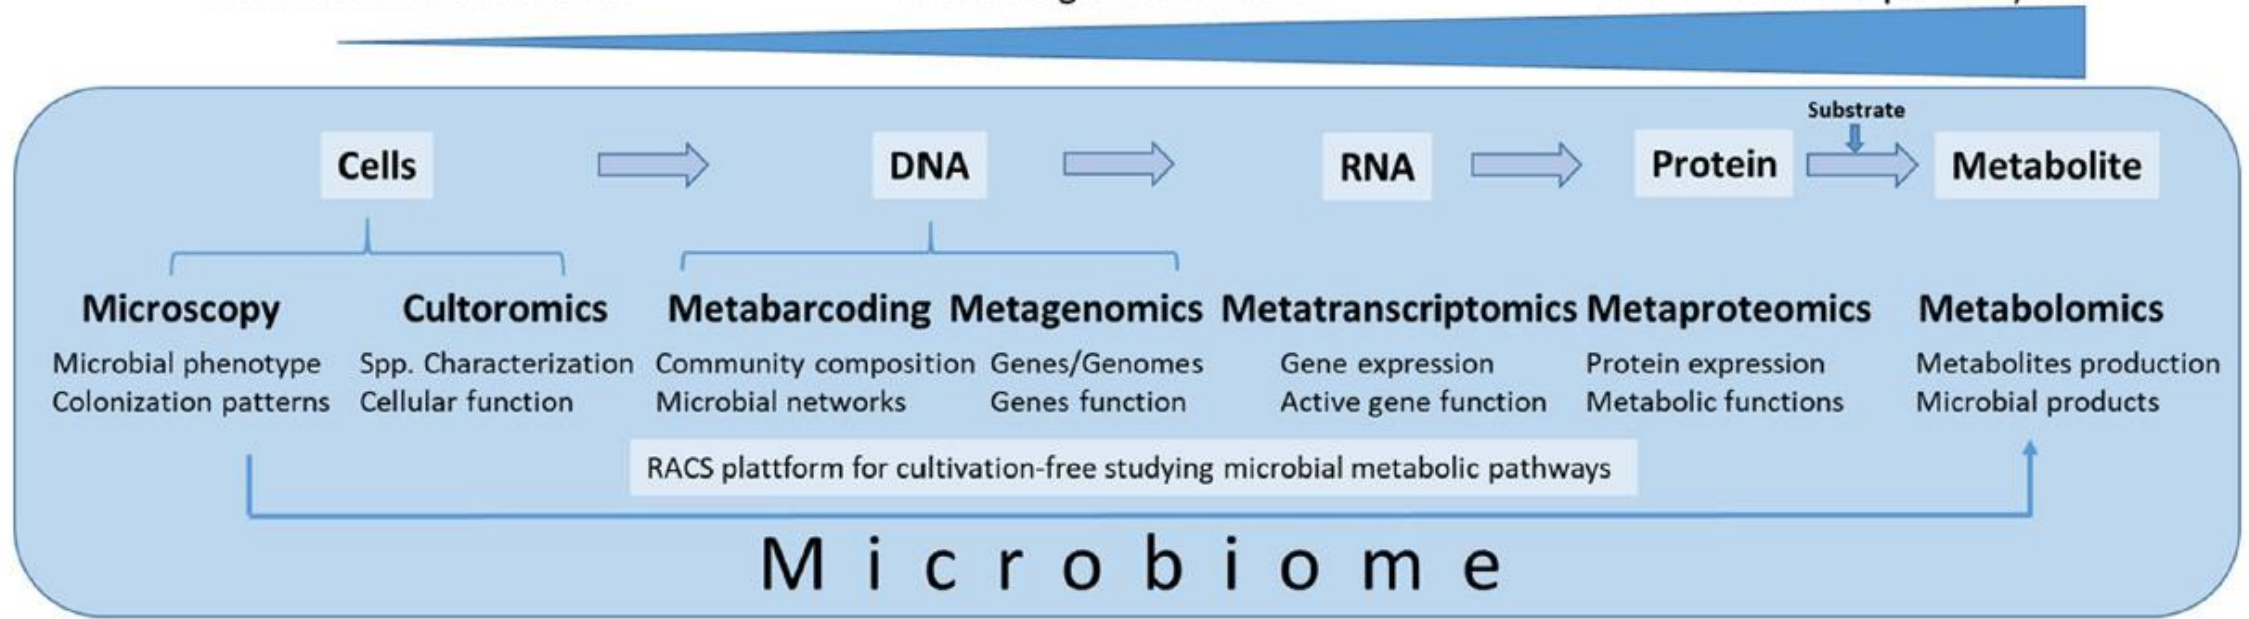 Substrate
Cells
DNA
RNA
Protein
Metabolite
Microscopy
Cultoromics
Metabarcoding
Metagenomics
Metatranscriptomics
Metaproteomics
Metabolomics
Microbial phenotype
Colonization patterns
Spp. Characterization
Cellular function
Community composition
Microbial networks
Genes/Genomes
Genes function
Gene expression
Active gene function
Protein expression
Metabolic functions
Metabolites production
Microbial products
RACS plattform for cultivation-free studying microbial metabolic pathways
Microbiome